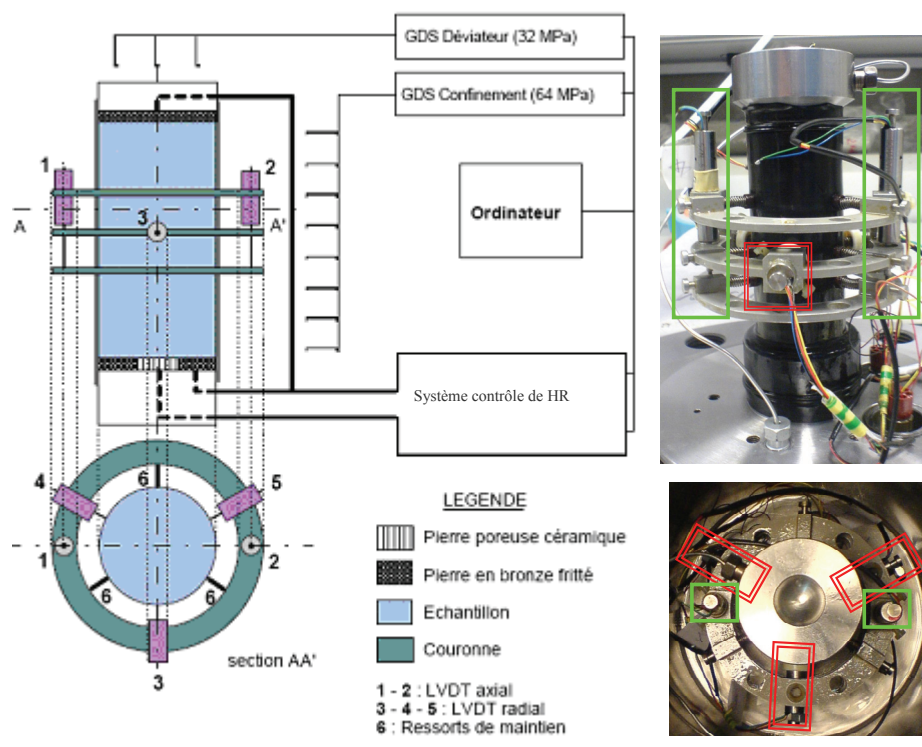 GDS Déviateur (32 MPa)
GDS Confinement (64 MPa)
1
2
3
A
A'
Ordinateur
Système contrôle de HR
4
5
6
1
2
6
6
3
section AA'
LEGENDE
Pierre poreuse céramique
Pierre en bronze fritté
Echantillon
Couronne
1 - 2 : LVDT axial
3 - 4 - 5 : LVDT radial
6 : Ressorts de maintien